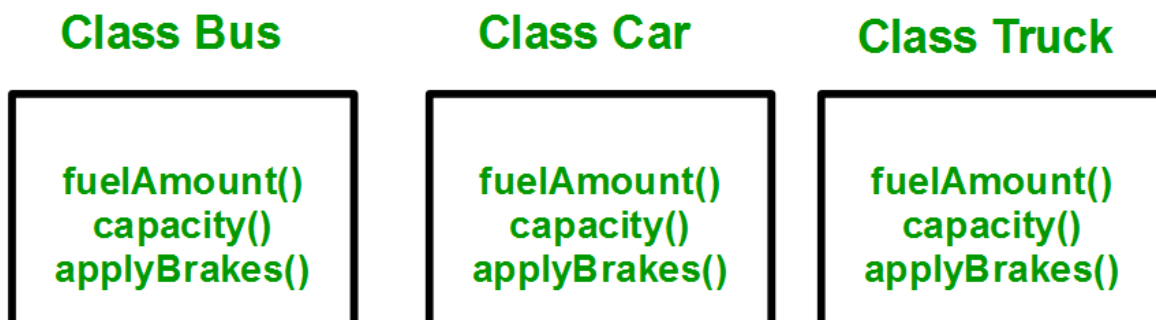 Class Bus
Class Car
Class Truck
fuelAmount()
capacity()
applyBrakes()
fuelAmount()
capacity()
applyBrakes()
fuelAmount()
capacity()
applyBrakes()